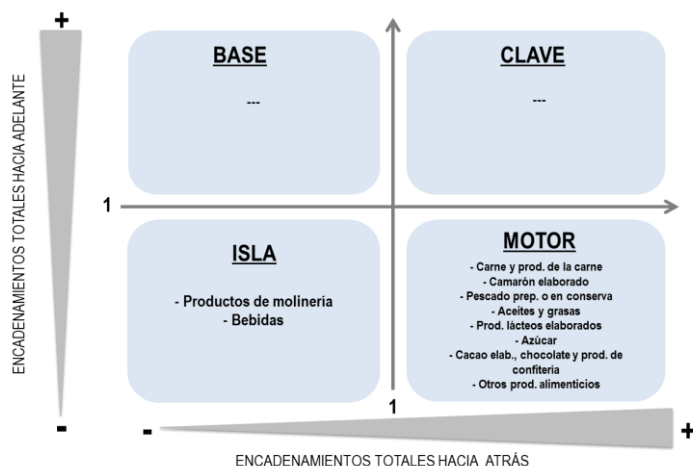 +
ENCADENAMIENTOS TOTALES HACIA ADELANTE
-
BASE
---
CLAVE
---
1
ISLA
- Productos de molinería
- Bebidas
MOTOR
- Carne y prod. de la carne
- Camarón elaborado
- Pescado prep. o en conserva
- Aceites y grasas
- Prod. lácteos elaborados
- Azúcar
- Cacao elab., chocolate y prod. de
confitería
- Otros prod. alimenticios
1
-
+
ENCADENAMIENTOS TOTALES HACIA ATRÁS